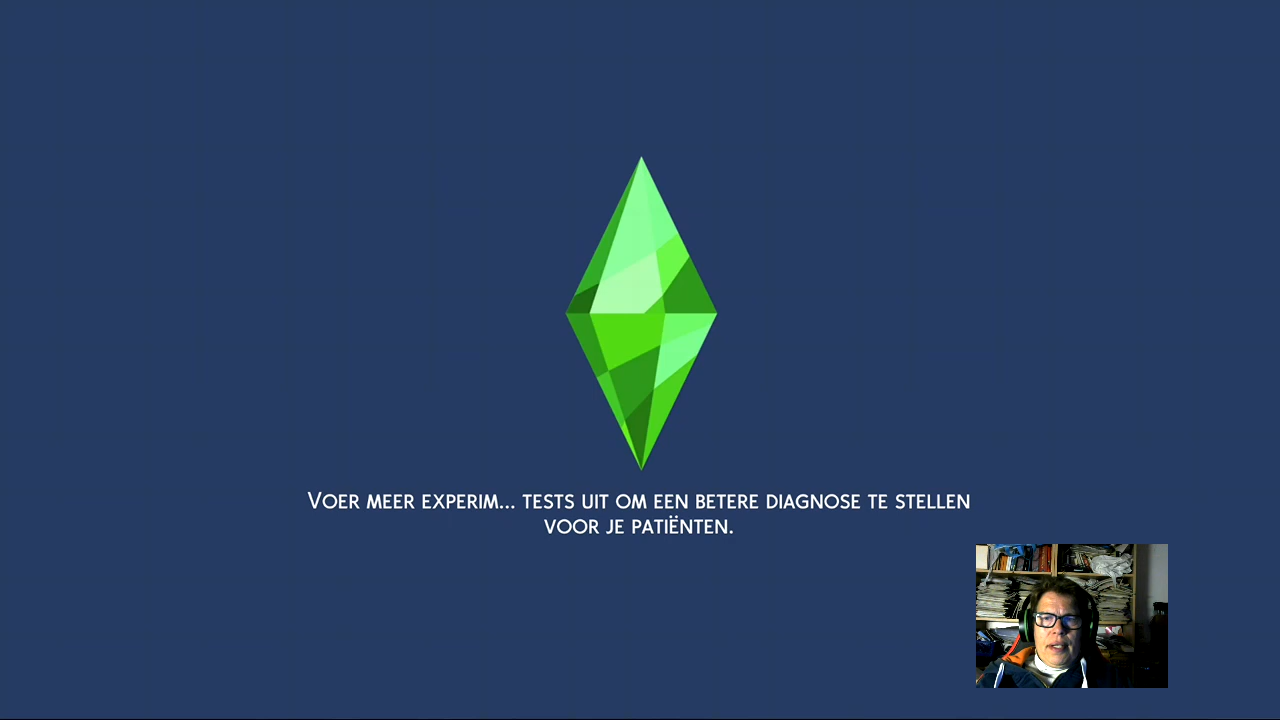 Voer meer experim... tests uit om een betere diagnose te stellen
voor je patiënten.